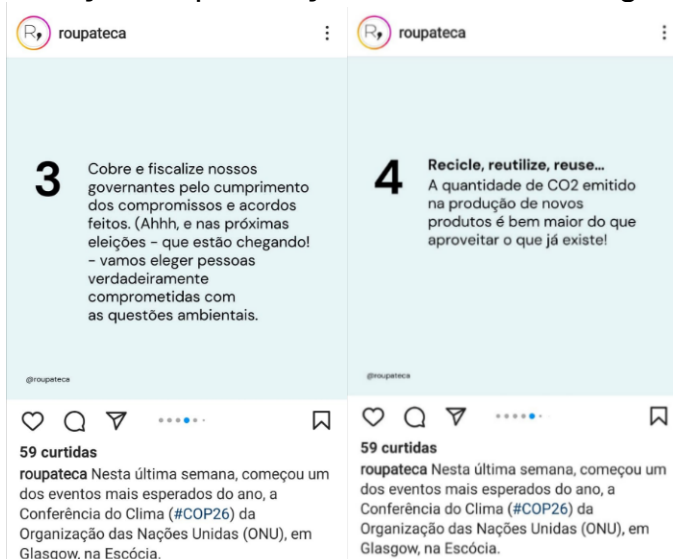 roupateca
3
Cobre e fiscalize nossos
governantes pelo cumprimento
dos compromissos e acordos
feitos. (Ahhh, e nas próximas
eleições - que estão chegando!
- vamos eleger pessoas
verdadeiramente
comprometidas com
as questões ambientais.
@roupateca
59 curtidas
roupateca Nesta última semana, começou um
dos eventos mais esperados do ano, a
Conferência do Clima (#COP26) da
Organização das Nações Unidas (ONU), em
Glasgow, na Escócia.
roupateca
4
Recicle, reutilize, reuse...
A quantidade de CO2 emitido
na produção de novos
produtos é bem maior do que
aproveitar o que já existe!
@roupateca
59 curtidas
roupateca Nesta última semana, começou um
dos eventos mais esperados do ano, a
Conferência do Clima (#COP26) da
Organização das Nações Unidas (ONU), em
Glasgow, na Escócia.